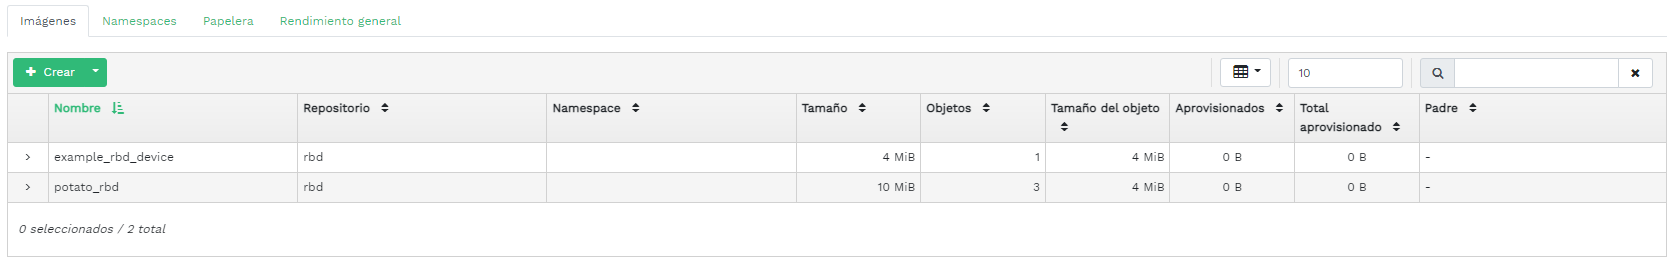 Imágenes Namespaces Papelera Rendimiento general
Crear 10
Nombre Repositorio Namespace Tamaño Objetos Tamaño del objeto Aprovisionados Total aprovisionado Padre
example_rbd_device rbd 4 MiB 1 4 MiB 0 B 0 B -
potato_rbd rbd 10 MiB 3 4 MiB 0 B 0 B -
0 seleccionados / 2 total